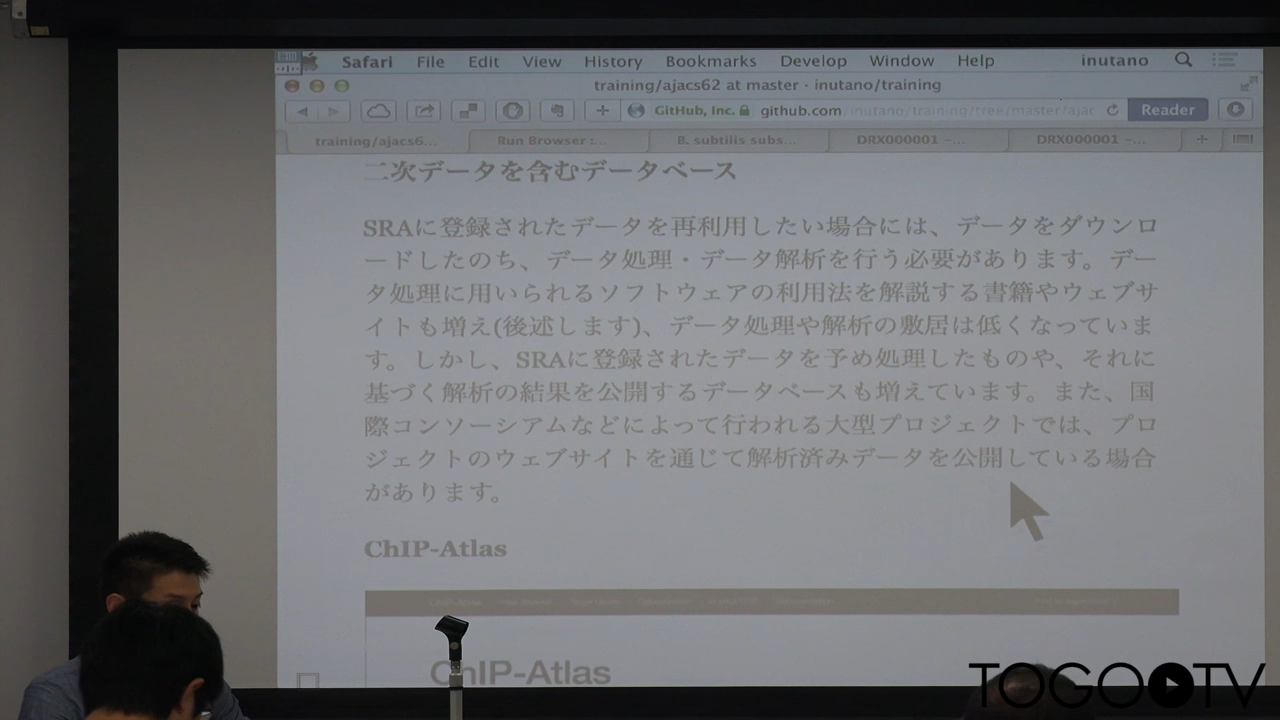 Safari File Edit View History Bookmarks Develop Window Help inutano
training/ajacs62 at master · inutano/training
GitHub, Inc. github.com/inutano/training/tree/master/ajac Reader
training/ajacs6... Run Browser :... B. subtilis subs... DRX000001 –... DRX000001 –...
二次データを含むデータベース
SRAに登録されたデータを再利用したい場合には、データをダウンロ
ードしたのち、データ処理・データ解析を行う必要があります。デー
タ処理に用いられるソフトウェアの利用法を解説する書籍やウェブサ
イトも増え(後述します)、データ処理や解析の敷居は低くなっていま
す。しかし、SRAに登録されたデータを予め処理したものや、それに
基づく解析の結果を公開するデータベースも増えています。また、国
際コンソーシアムなどによって行われる大型プロジェクトでは、プロ
ジェクトのウェブサイトを通じて解析済みデータを公開している場合
があります。
ChIP-Atlas
ChIP-Atlas
TOGOTV